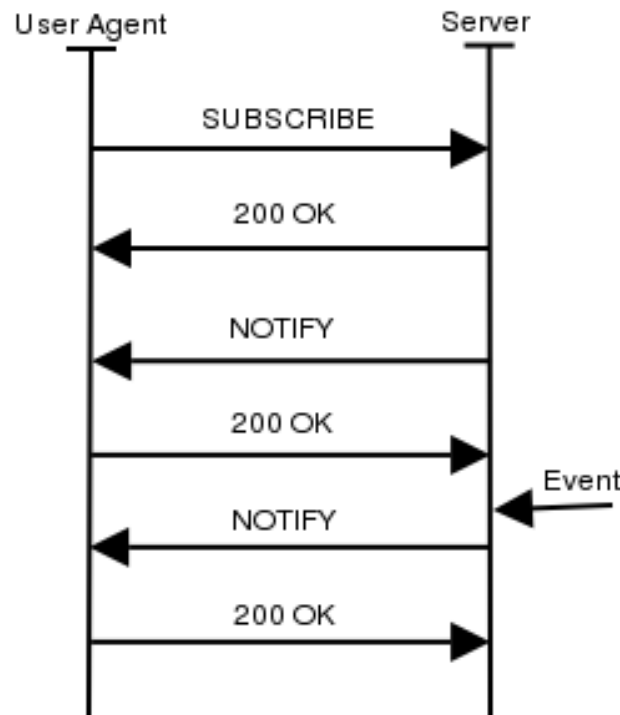 User Agent
Server
SUBSCRIBE
200 OK
NOTIFY
200 OK
Event
NOTIFY
200 OK